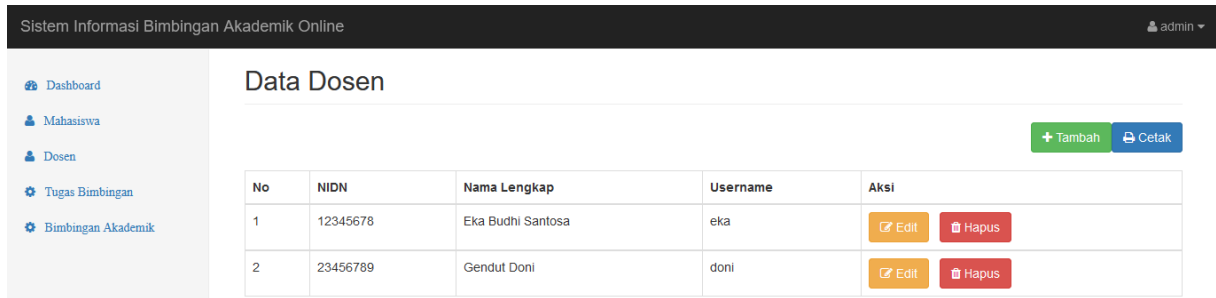 Sistem Informasi Bimbingan Akademik Online admin
Dashboard
Mahasiswa
Dosen
Tugas Bimbingan
Bimbingan Akademik
Data Dosen
Tambah Cetak
No NIDN Nama Lengkap Username Aksi
1 12345678 Eka Budhi Santosa eka Edit Hapus
2 23456789 Gendut Doni doni Edit Hapus